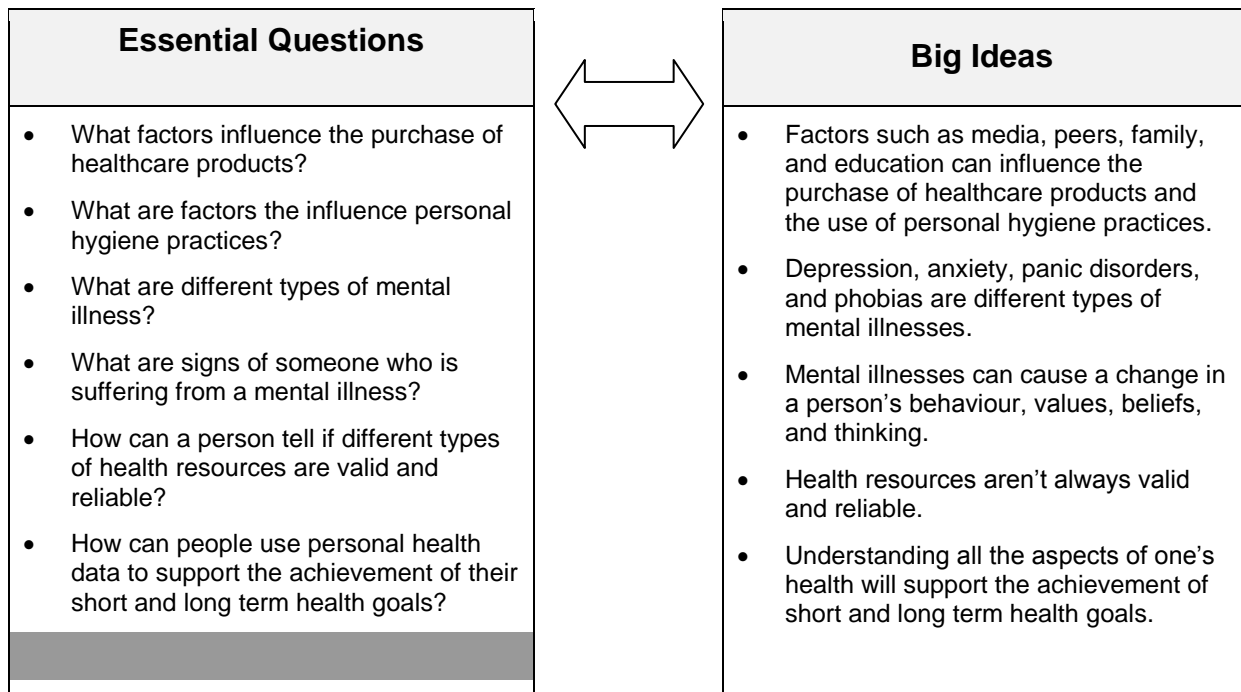 Essential Questions
• What factors influence the purchase of
healthcare products?
• What are factors the influence personal
hygiene practices?
• What are different types of mental
illness?
• What are signs of someone who is
suffering from a mental illness?
• How can a person tell if different types
of health resources are valid and
reliable?
• How can people use personal health
data to support the achievement of their
short and long term health goals?
Big Ideas
• Factors such as media, peers, family,
and education can influence the
purchase of healthcare products and
the use of personal hygiene practices.
• Depression, anxiety, panic disorders,
and phobias are different types of
mental illnesses.
• Mental illnesses can cause a change in
a person’s behaviour, values, beliefs,
and thinking.
• Health resources aren’t always valid
and reliable.
• Understanding all the aspects of one’s
health will support the achievement of
short and long term health goals.